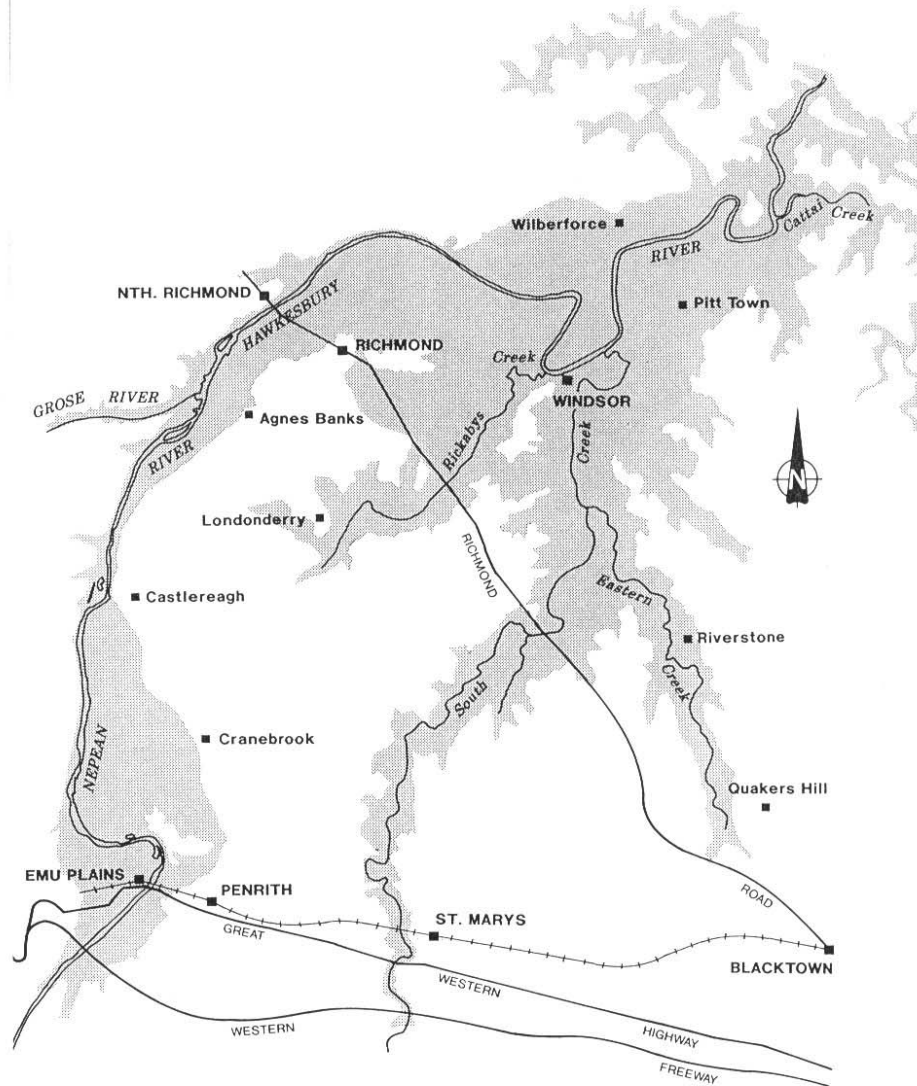 Wilberforce
RIVER
Cattai Creek
NTH. RICHMOND
HAWKESBURY
Pitt Town
RICHMOND
Creek
WINDSOR
GROSE RIVER
Agnes Banks
RIVER
Rickabys
Creek
N
Londonderry
RICHMOND
Castlereagh
Eastern
Riverstone
South
Creek
Cranebrook
NEPEAN
Quakers Hill
EMU PLAINS
PENRITH
ROAD
GREAT
ST. MARYS
BLACKTOWN
WESTERN
WESTERN
HIGHWAY
FREEWAY